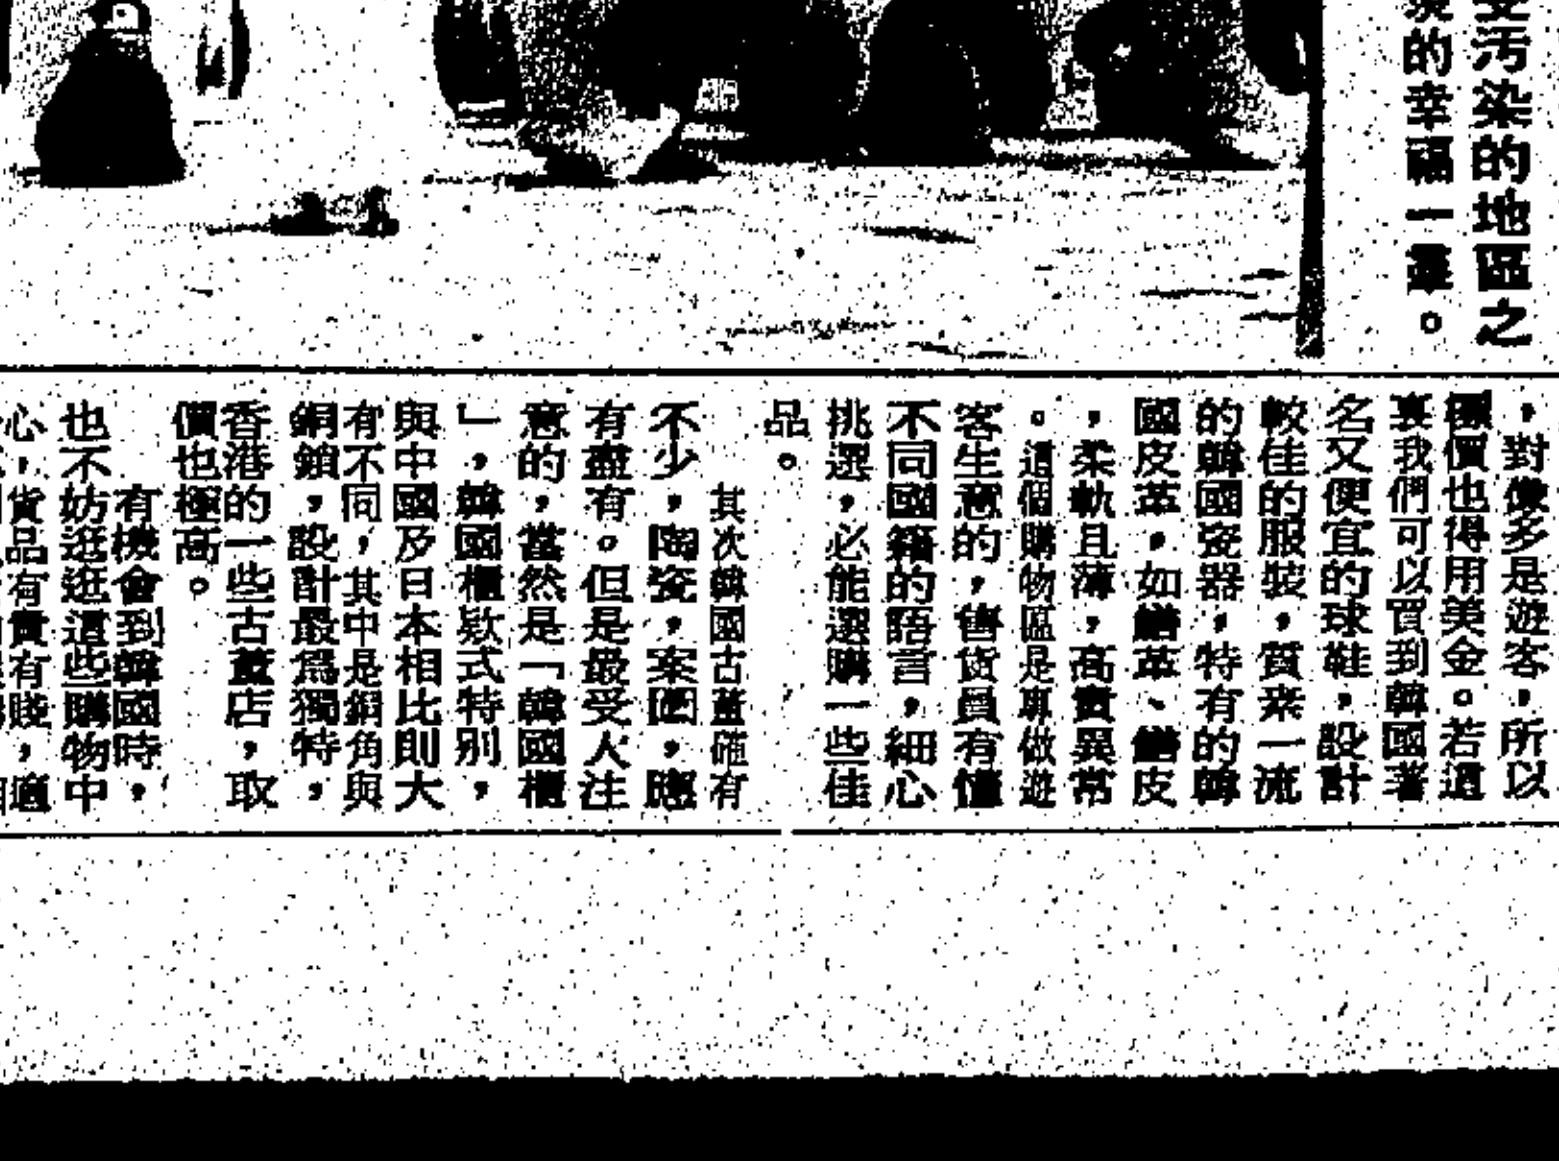 受污染的地區之
的幸福一羣。
，對像多是遊客，所以
標價也得用美金。若這
裏我們可以買到韓國著
名又便宜的球鞋，設計
較佳的服裝，質素一流
的韓國瓷器，特有的韓
國皮革，如鱔革、鱔皮
，柔軟且薄，高貴異常
。這個購物區是專做遊
客生意的，售貨員有懂
不同國籍的語言，細心
挑選，必能選購一些佳
品。
其次韓國古董確有
不少，陶瓷，案 ，應
有盡有。但是最受人注
意的，當然是「韓國櫃
」，韓國櫃款式特別，
與中國及日本相比則大
有不同，其中是銅角與
銅鎖，設計最爲獨特，
香港的一些古董店，取
價也極高。
有機會到韓國時，
也不妨逛逛這些購物中
心，貨品有貴有賤，適